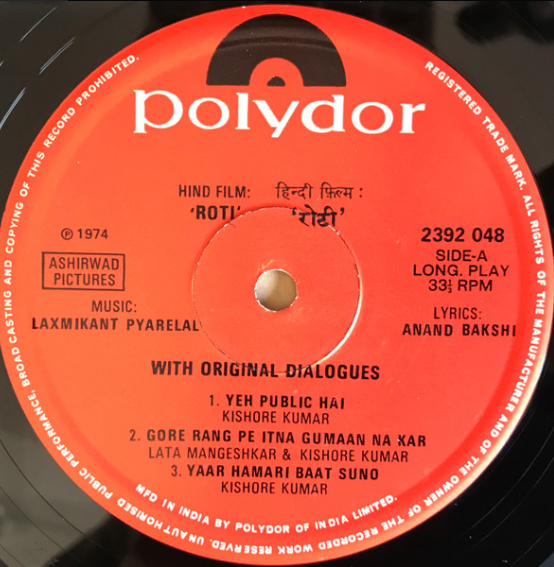 polydor
HIND FILM: हिन्दी फ़िल्म :
'ROTI' 'रोटी'
℗ 1974
ASHIRWAD
PICTURES
MUSIC:
LAXMIKANT PYARELAL
2392 048
SIDE-A
LONG. PLAY
33⅓ RPM
LYRICS:
ANAND BAKSHI
WITH ORIGINAL DIALOGUES
1. YEH PUBLIC HAI
KISHORE KUMAR
2. GORE RANG PE ITNA GUMAAN NA KAR
LATA MANGESHKAR & KISHORE KUMAR
3. YAAR HAMARI BAAT SUNO
KISHORE KUMAR
MFD IN INDIA BY POLYDOR OF INDIA LIMITED.
REGISTERED TRADE MARK. ALL RIGHTS OF THE MANUFACTURER AND OF THE OWNER OF THE RECORDED WORK RESERVED. UNAUTHORISED PUBLIC PERFORMANCE, BROADCASTING AND COPYING OF THIS RECORD PROHIBITED.